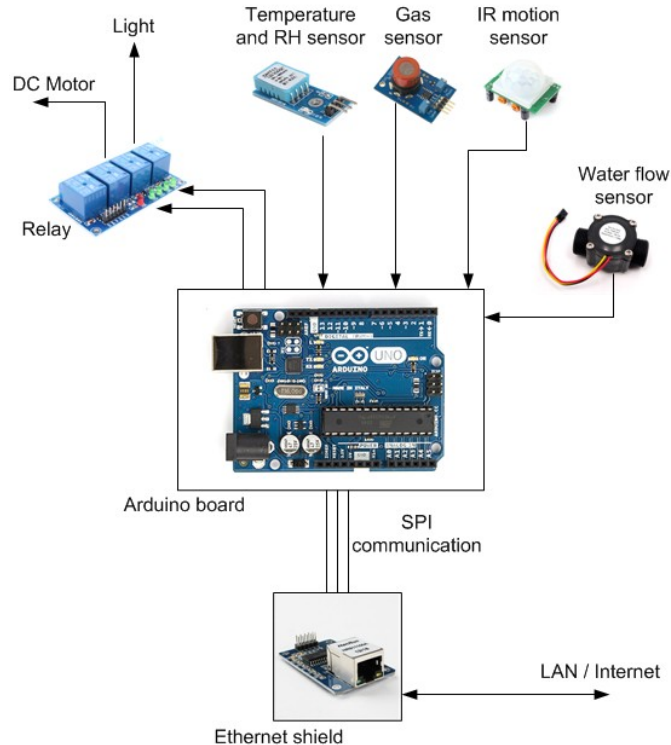 Light
DC Motor
Temperature
and RH sensor
Gas
sensor
IR motion
sensor
Water flow
sensor
Relay
UNO
ARDUINO
Arduino board
SPI
communication
LAN / Internet
Ethernet shield